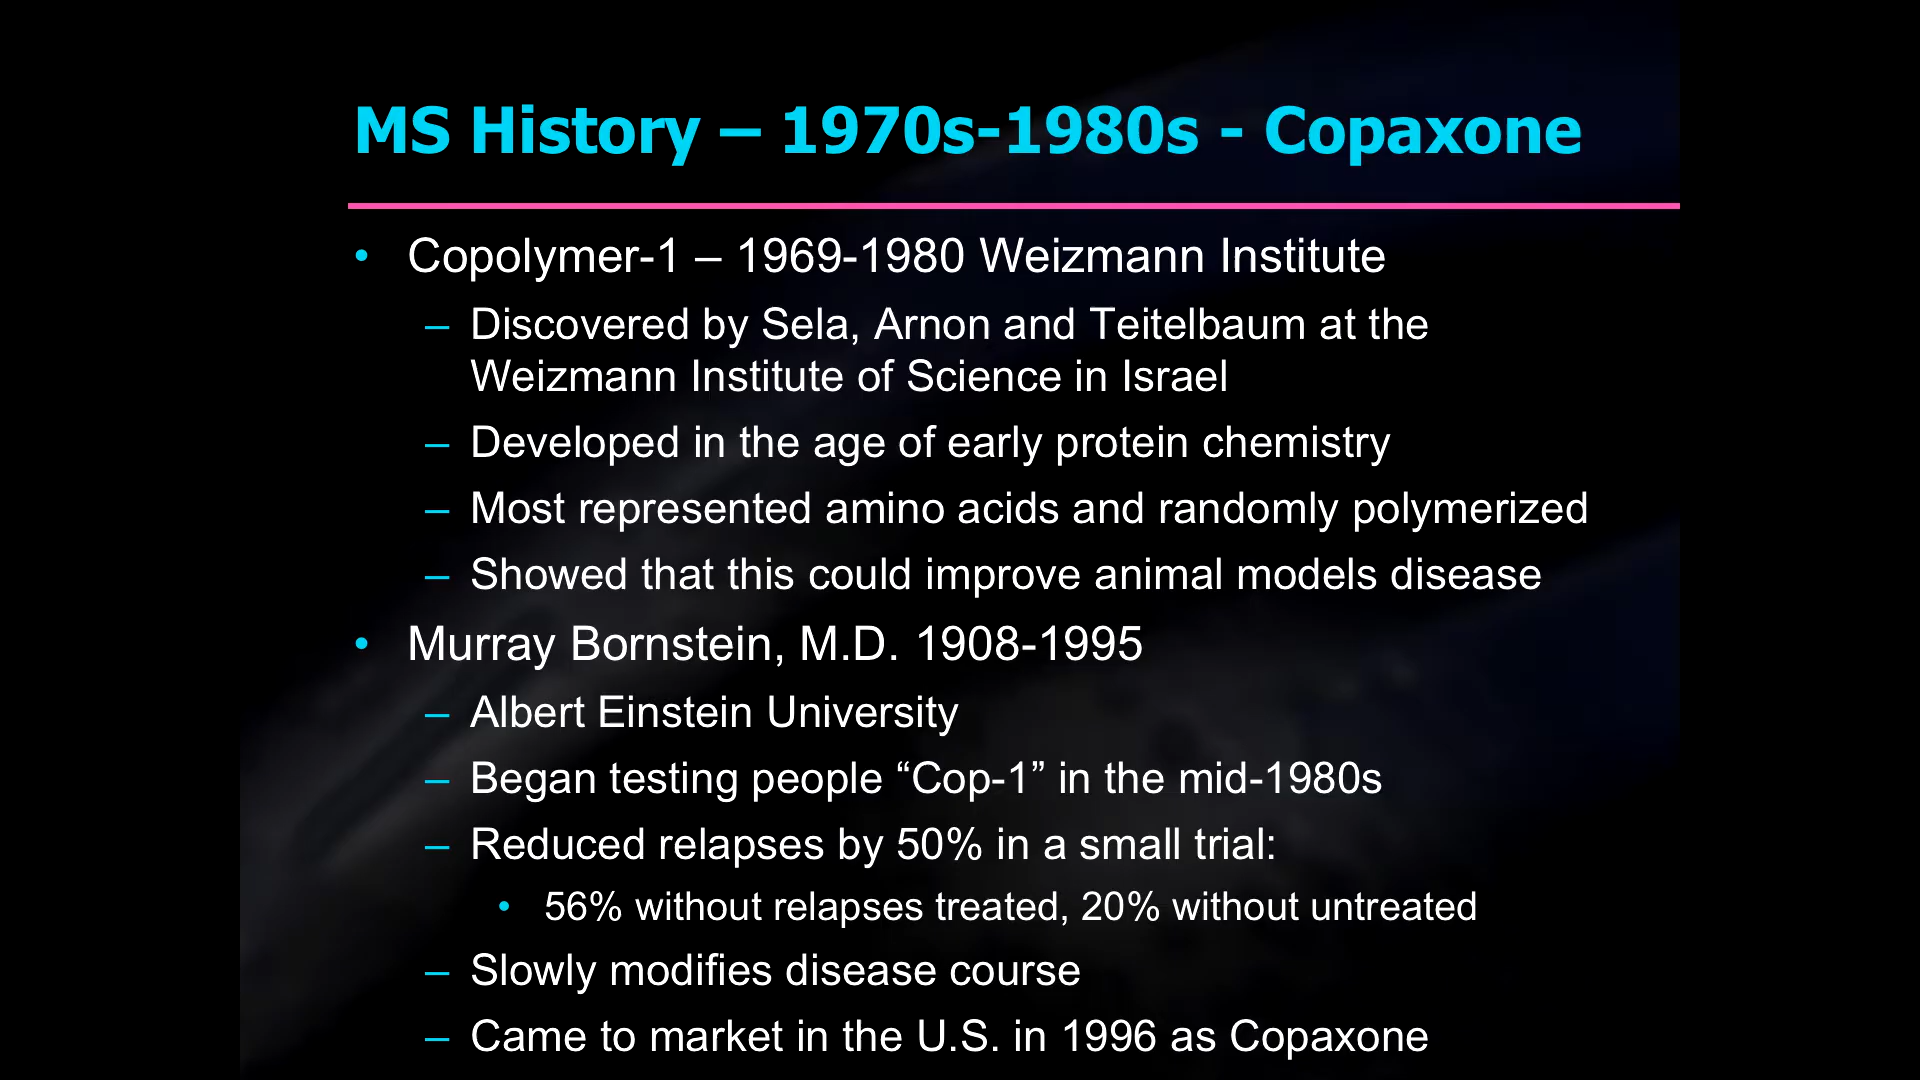 MS History – 1970s-1980s - Copaxone
• Copolymer-1 – 1969-1980 Weizmann Institute
– Discovered by Sela, Arnon and Teitelbaum at the
Weizmann Institute of Science in Israel
– Developed in the age of early protein chemistry
– Most represented amino acids and randomly polymerized
– Showed that this could improve animal models disease
• Murray Bornstein, M.D. 1908-1995
– Albert Einstein University
– Began testing people “Cop-1” in the mid-1980s
– Reduced relapses by 50% in a small trial:
• 56% without relapses treated, 20% without untreated
– Slowly modifies disease course
– Came to market in the U.S. in 1996 as Copaxone